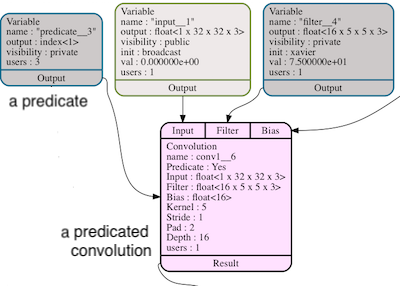 Variable
name : "predicate__3"
output : index<1>
visibility : private
users : 3
Output
Variable
name : "input__1"
output : float<1 x 32 x 32 x 3>
visibility : public
init : broadcast
val : 0.000000e+00
users : 1
Output
Variable
name : "filter__4"
output : float<16 x 5 x 5 x 3>
visibility : private
init : xavier
val : 7.500000e+01
users : 1
Output
a predicate
Input Filter Bias
Convolution
name : conv1__6
Predicate : Yes
Input : float<1 x 32 x 32 x 3>
Filter : float<16 x 5 x 5 x 3>
Bias : float<16>
Kernel : 5
Stride : 1
Pad : 2
Depth : 16
users : 1
Result
a predicated
convolution